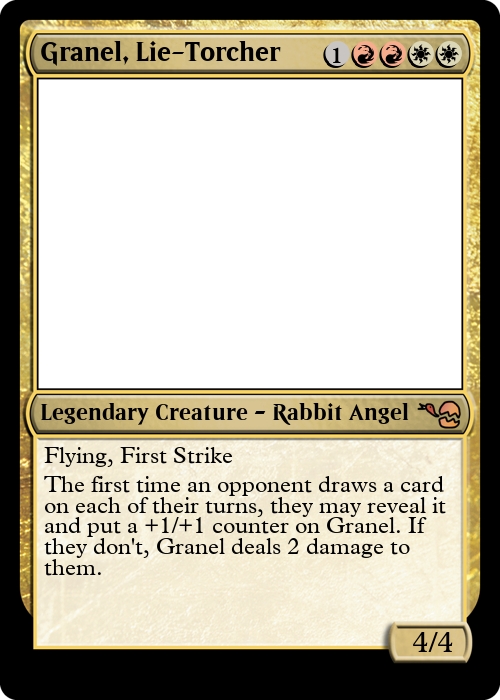 Granel, Lie-Torcher 1
Legendary Creature - Rabbit Angel
Flying, First Strike
The first time an opponent draws a card
on each of their turns, they may reveal it
and put a +1/+1 counter on Granel. If
they don't, Granel deals 2 damage to
them.
4/4